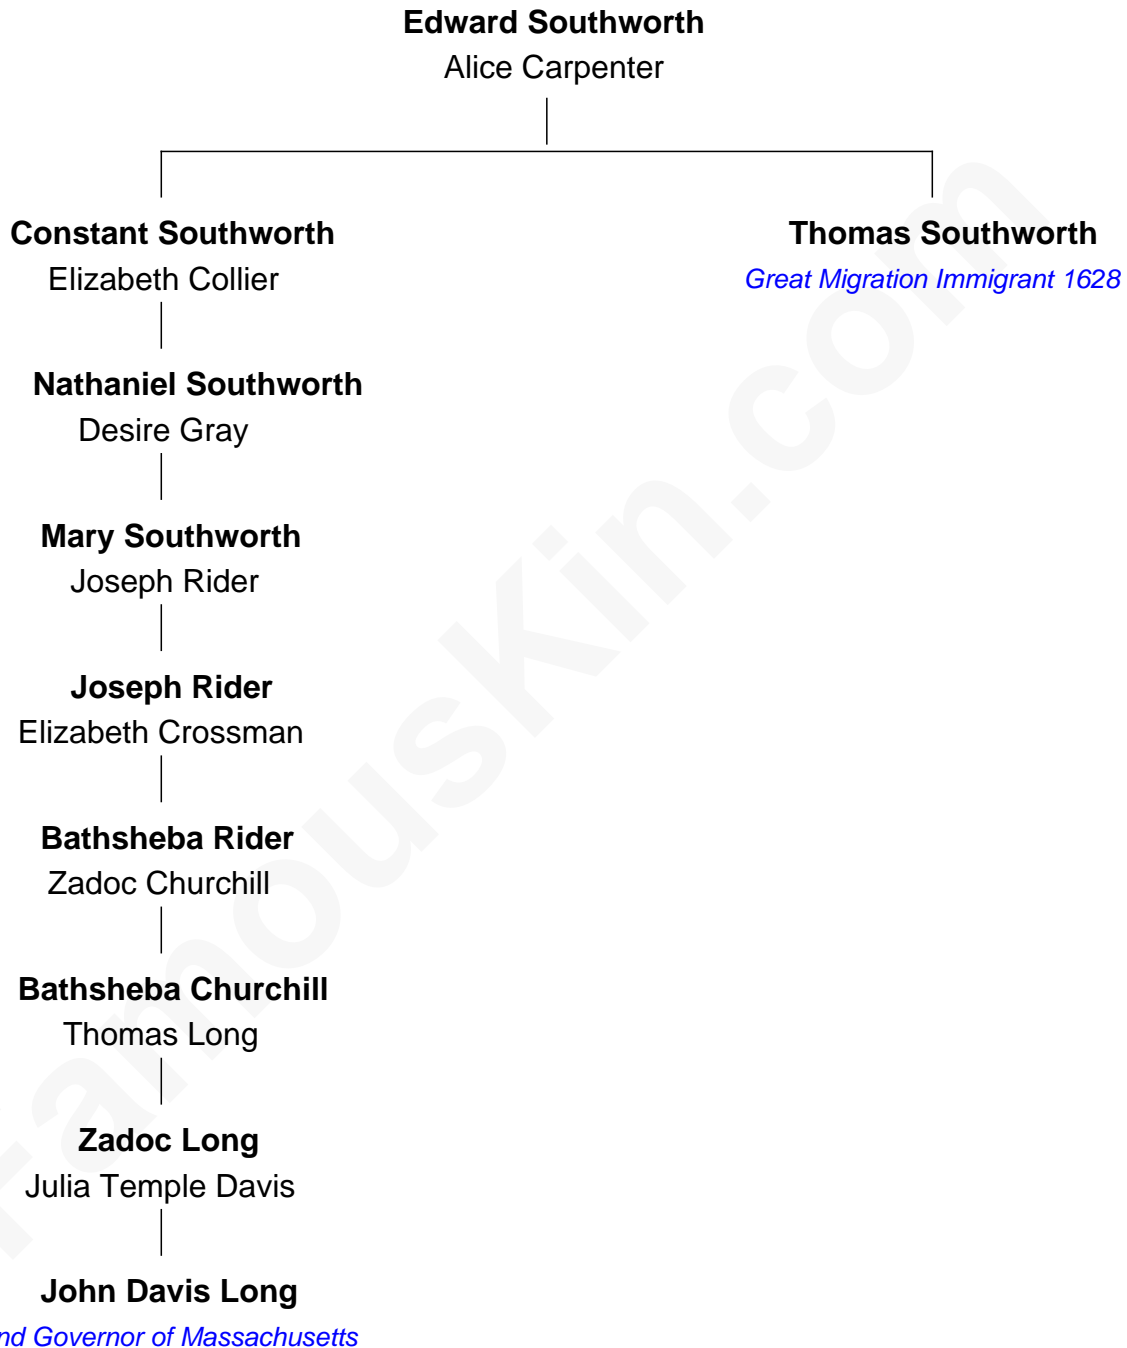 Edward Southworth
Alice Carpenter
Constant Southworth
Elizabeth Collier
Thomas Southworth
Great Migration Immigrant 1628
Nathaniel Southworth
Desire Gray
Mary Southworth
Joseph Rider
Joseph Rider
Elizabeth Crossman
Bathsheba Rider
Zadoc Churchill
Bathsheba Churchill
Thomas Long
Zadoc Long
Julia Temple Davis
John Davis Long
Governor of Massachusetts
FamousKin.com